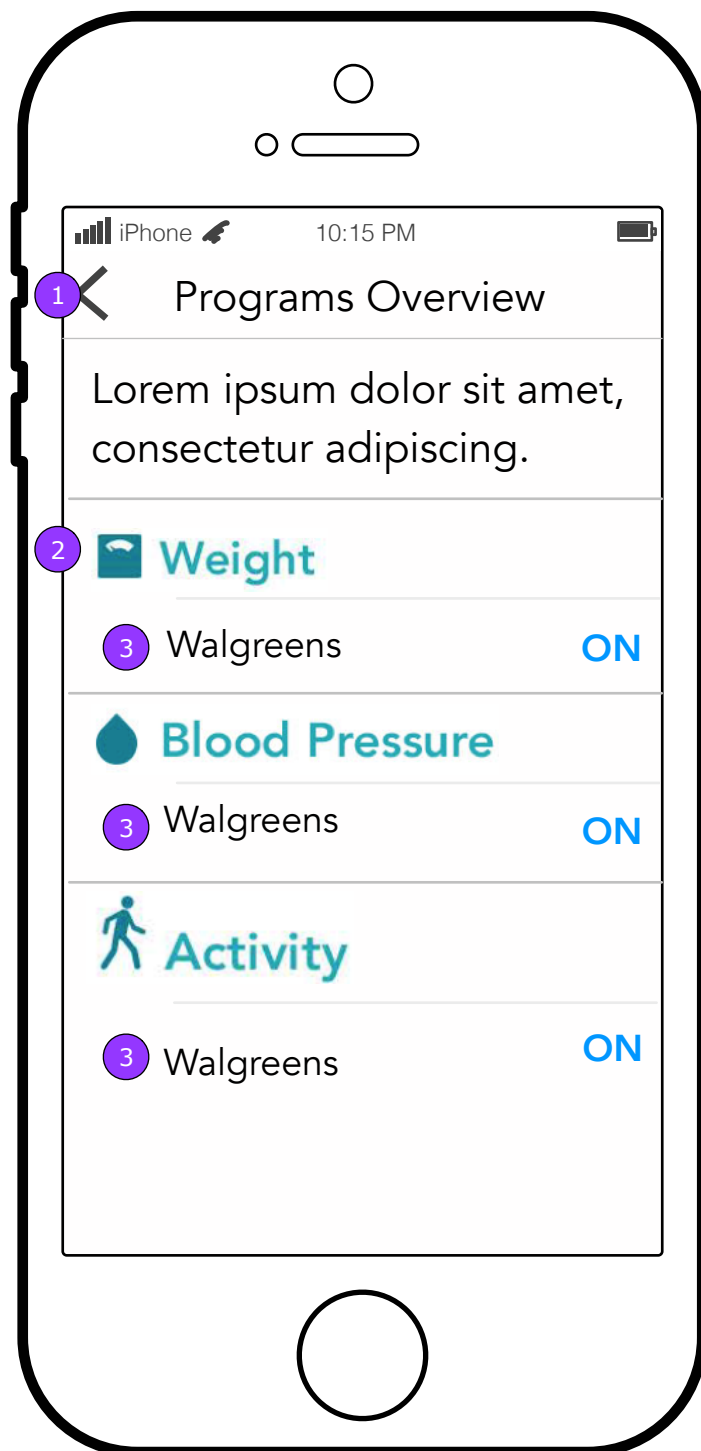 iPhone 10:15 PM
1 Programs Overview
Lorem ipsum dolor sit amet,
consectetur adipiscing.
2 Weight
3 Walgreens ON
Blood Pressure
3 Walgreens ON
Activity
3 Walgreens ON